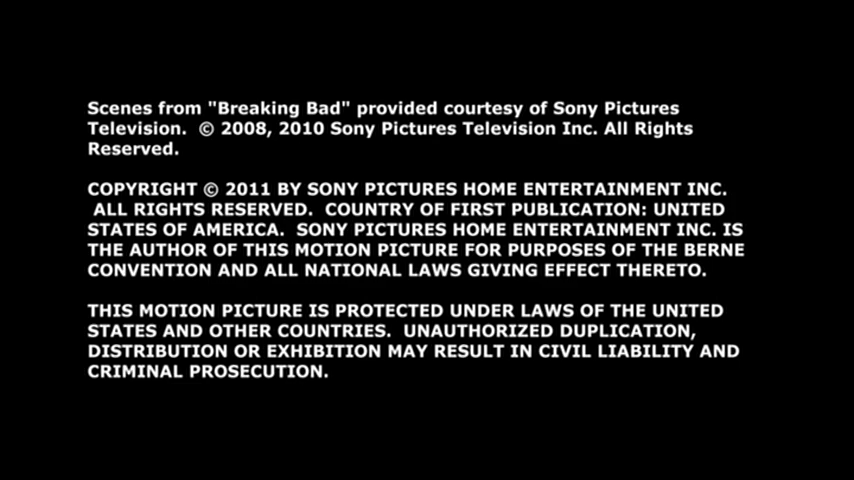 Scenes from "Breaking Bad" provided courtesy of Sony Pictures
Television.  © 2008, 2010 Sony Pictures Television Inc. All Rights
Reserved.
COPYRIGHT © 2011 BY SONY PICTURES HOME ENTERTAINMENT INC.
ALL RIGHTS RESERVED.  COUNTRY OF FIRST PUBLICATION: UNITED
STATES OF AMERICA.  SONY PICTURES HOME ENTERTAINMENT INC. IS
THE AUTHOR OF THIS MOTION PICTURE FOR PURPOSES OF THE BERNE
CONVENTION AND ALL NATIONAL LAWS GIVING EFFECT THERETO.
THIS MOTION PICTURE IS PROTECTED UNDER LAWS OF THE UNITED
STATES AND OTHER COUNTRIES.  UNAUTHORIZED DUPLICATION,
DISTRIBUTION OR EXHIBITION MAY RESULT IN CIVIL LIABILITY AND
CRIMINAL PROSECUTION.